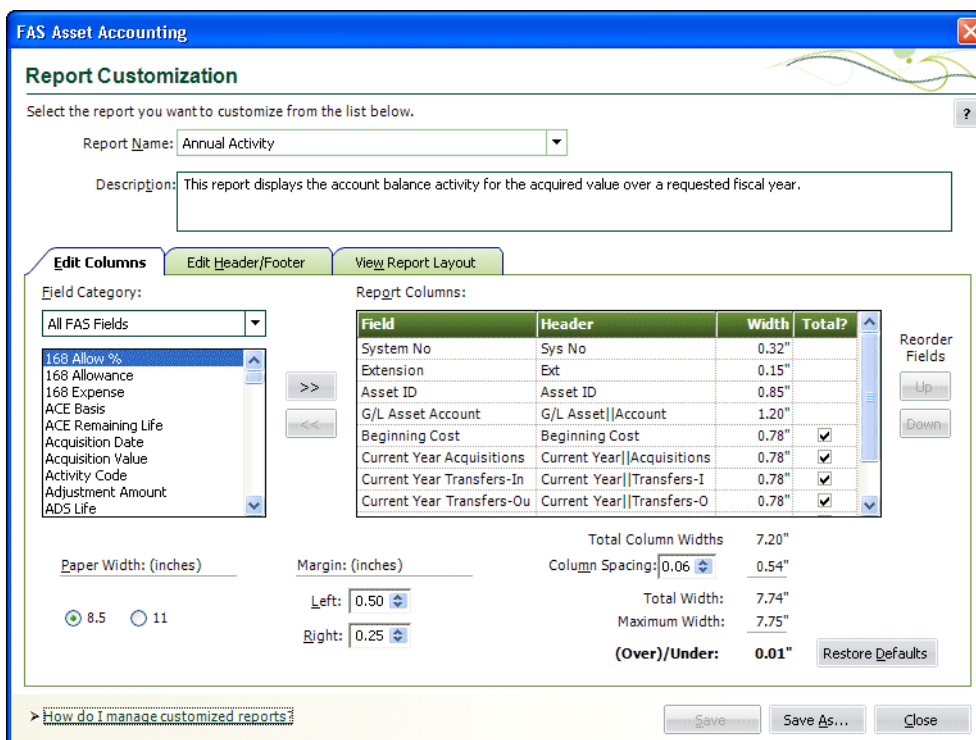 FAS Asset Accounting
Report Customization
Select the report you want to customize from the list below.
?
Report Name: Annual Activity
Description: This report displays the account balance activity for the acquired value over a requested fiscal year.
Edit Columns Edit Header/Footer View Report Layout
Field Category:
All FAS Fields
168 Allow %
168 Allowance
168 Expense
ACE Basis
ACE Remaining Life
Acquisition Date
Acquisition Value
Activity Code
Adjustment Amount
ADS Life
>>
<<
Report Columns:
Field Header Width Total?
System No Sys No 0.32"
Extension Ext 0.15"
Asset ID Asset ID 0.85"
G/L Asset Account G/L Asset||Account 1.20"
Beginning Cost Beginning Cost 0.78"
Current Year Acquisitions Current Year||Acquisitions 0.78"
Current Year Transfers-In Current Year||Transfers-I 0.78"
Current Year Transfers-Ou Current Year||Transfers-O 0.78"
Reorder
Fields
Up
Down
Paper Width: (inches)
8.5 11
Margin: (inches)
Left: 0.50
Right: 0.25
Total Column Widths 7.20"
Column Spacing: 0.06 0.54"
Total Width: 7.74"
Maximum Width: 7.75"
(Over)/Under: 0.01"
Restore Defaults
How do I manage customized reports?
Save Save As... Close